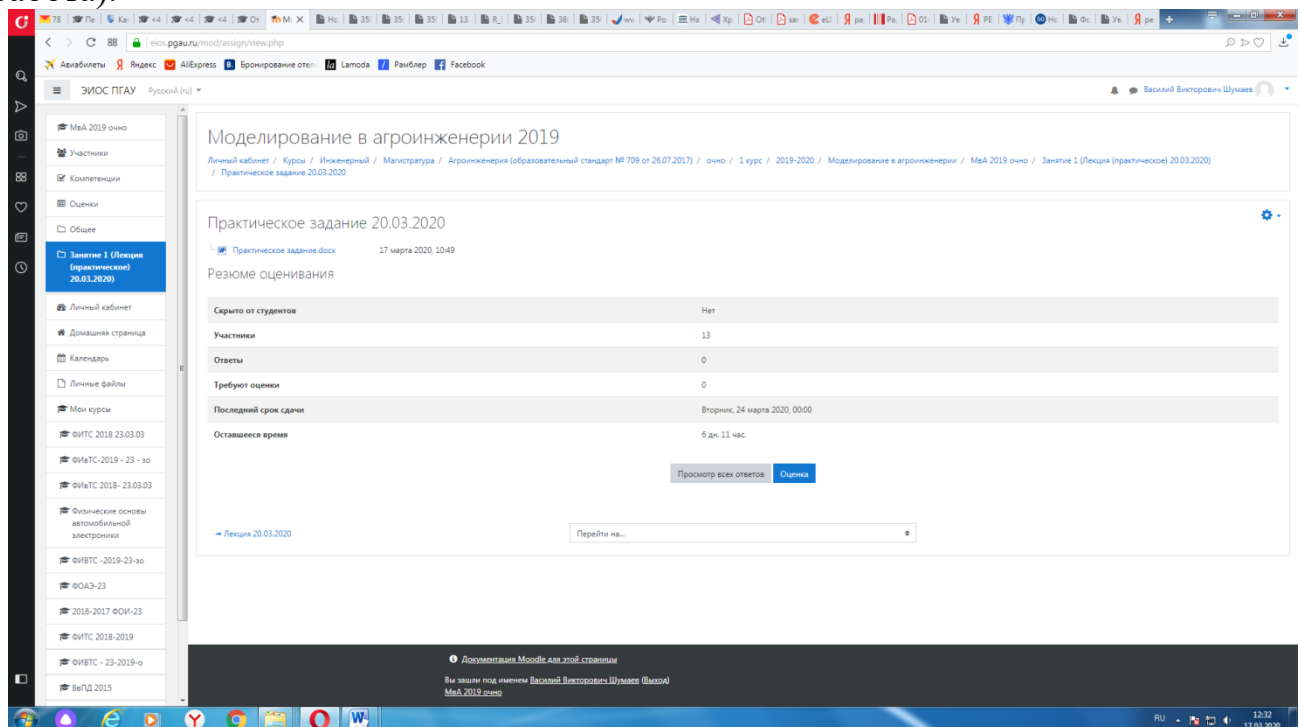 eios.pgau.ru/mod/assign/view.php
Авиабилеты Яндекс AliExpress Бронирование отел Lamoda Рамблер Facebook
ЭИОС ПГАУ Русский (ru)
Василий Викторович Шумаев
МвА 2019 очно
Участники
Компетенции
Оценки
Общее
Занятие 1 (Лекция
(практическое)
20.03.2020)
Личный кабинет
Домашняя страница
Календарь
Личные файлы
Мои курсы
ФИТС 2018 23.03.03
ФИвТС-2019 - 23 - зо
ФИвТС 2018- 23.03.03
Физические основы
автомобильной
электроники
ФИВТС -2019-23-зо
ФОАЭ-23
2016-2017 ФОИ-23
ФИТС 2018-2019
ФИВТС - 23-2019-о
ВвПД 2015
Моделирование в агроинженерии 2019
Личный кабинет / Курсы / Инженерный / Магистратура / Агроинженерия (образовательный стандарт № 709 от 26.07.2017) / очно / 1 курс / 2019-2020 / Моделирование в агроинженерии / МвА 2019 очно / Занятие 1 (Лекция (практическое) 20.03.2020)
/ Практическое задание 20.03.2020
Практическое задание 20.03.2020
Практическое задание.docx 17 марта 2020, 10:49
Резюме оценивания
Скрыто от студентов Нет
Участники 13
Ответы 0
Требуют оценки 0
Последний срок сдачи Вторник, 24 марта 2020, 00:00
Оставшееся время 6 дн. 11 час.
Просмотр всех ответов Оценка
→ Лекция 20.03.2020 Перейти на...
Документация Moodle для этой страницы
Вы зашли под именем Василий Викторович Шумаев (Выход)
МвА 2019 очно
RU 12:32
17.03.2020